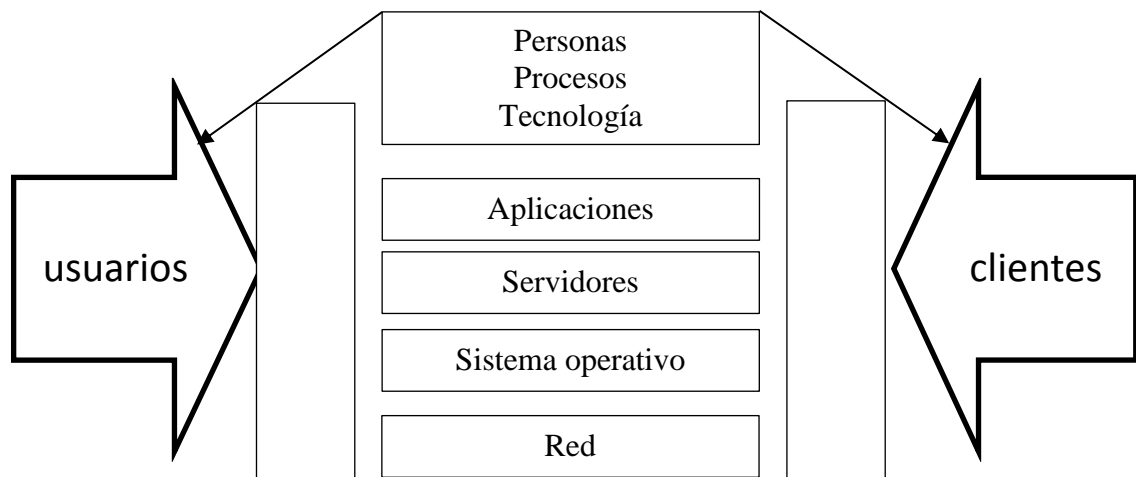 Personas
Procesos
Tecnología
Aplicaciones
usuarios
clientes
Servidores
Sistema operativo
Red